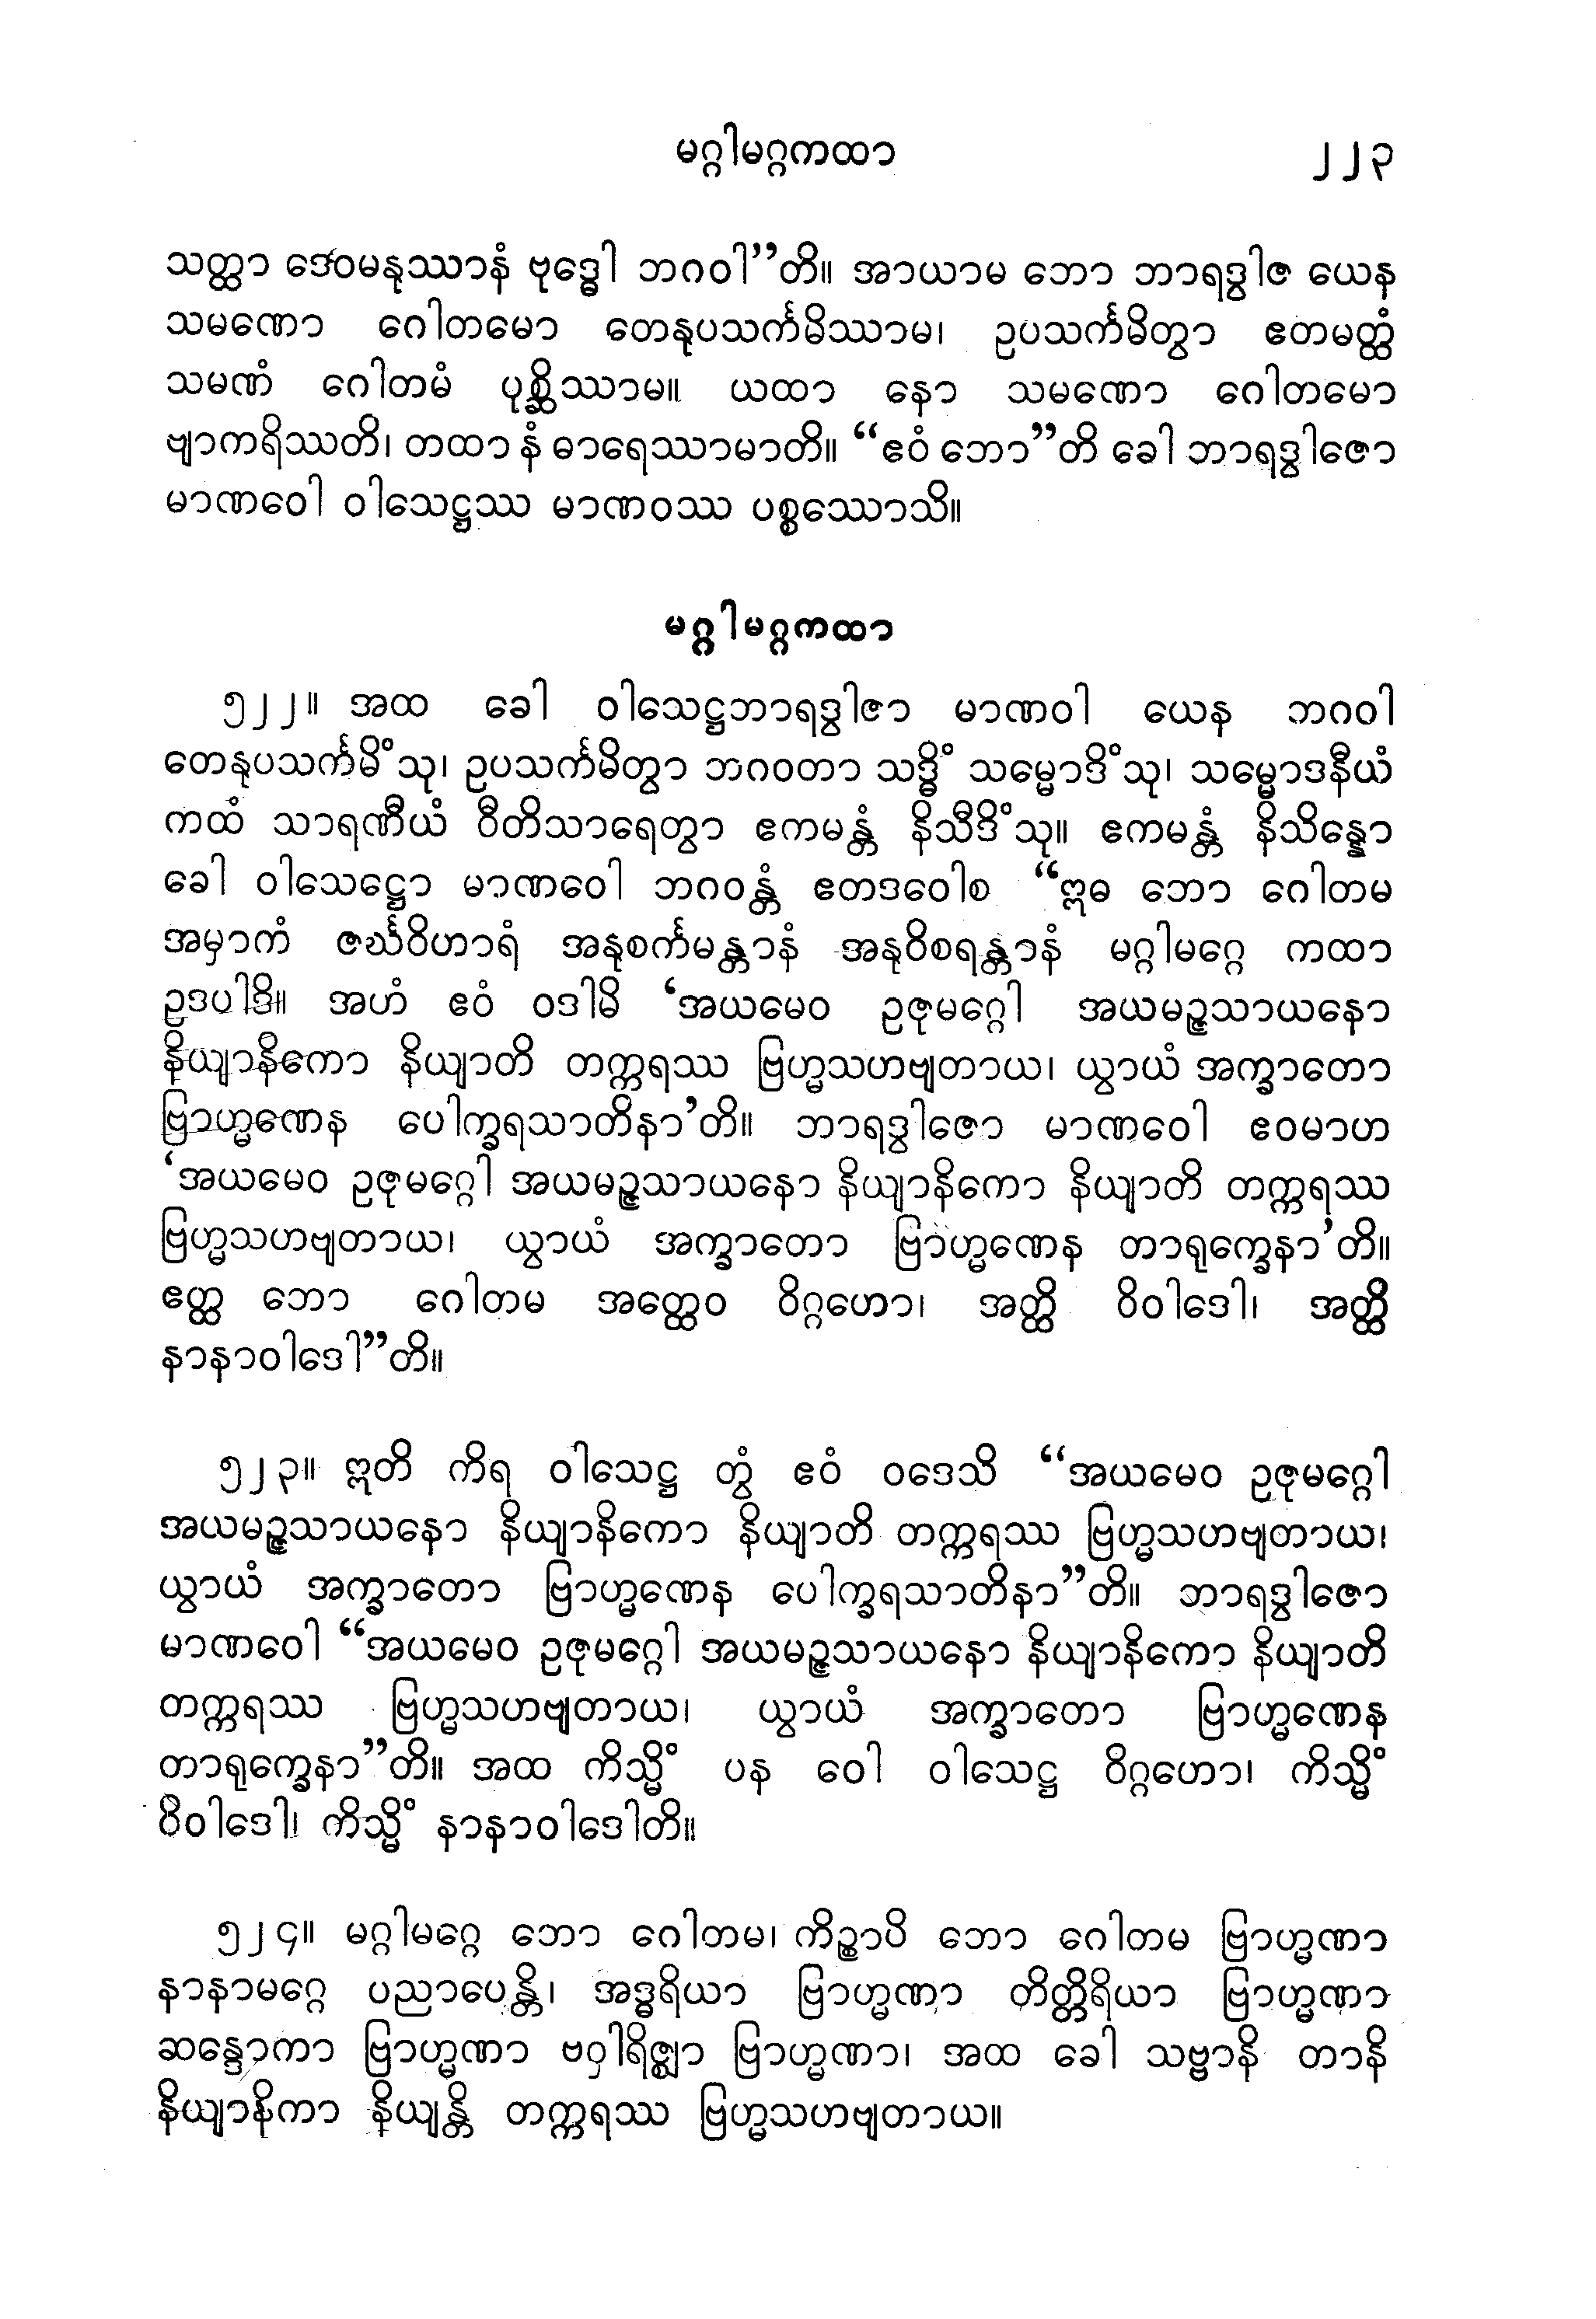 မဂ္ဂါမဂ္ဂကထာ ၂၂၃
သတ္ထာ ဒေဝမနုဿာနံ ဗုဒ္ဓေါ ဘဂဝါ”တိ။ အာယာမ ဘော ဘာရဒွါဇ ယေန
သမဏော ဂေါတမော တေနုပသင်္ကမိဿာမ၊ ဥပသင်္ကမိတွာ ဧတမတ္ထံ
သမဏံ ဂေါတမံ ပုစ္ဆိဿာမ။ ယထာ နော သမဏော ဂေါတမော
ဗျာကရိဿတိ၊ တထာ နံ ဓာရေဿာမာတိ။ “ဧဝံ ဘော”တိ ခေါ ဘာရဒွါဇော
မာဏဝေါ ဝါသေဋ္ဌဿ မာဏဝဿ ပစ္စဿောသိ။
မဂ္ဂါမဂ္ဂကထာ
၅၂၂။ အထ ခေါ ဝါသေဋ္ဌဘာရဒွါဇာ မာဏဝါ ယေန ဘဂဝါ
တေနုပသင်္ကမိံသု၊ ဥပသင်္ကမိတွာ ဘဂဝတာ သဒ္ဓိံ သမ္မောဒိံသု၊ သမ္မောဒနီယံ
ကထံ သာရဏီယံ ဝီတိသာရေတွာ ဧကမန္တံ နိသီဒိံသု။ ဧကမန္တံ နိသိန္နော
ခေါ ဝါသေဋ္ဌော မာဏဝေါ ဘဂဝန္တံ ဧတဒဝေါစ “ဣဓ ဘော ဂေါတမ
အမှာကံ ဇင်္ဃဝိဟာရံ အနုစင်္ကမန္တာနံ အနုဝိစရန္တာနံ မဂ္ဂါမဂ္ဂေ ကထာ
ဥဒပါဒိ။ အဟံ ဧဝံ ဝဒါမိ ‘အယမေဝ ဥဇုမဂ္ဂေါ အယမဉ္ဇသာယနော
နိယျာနိကော နိယျာတိ တက္ကရဿ ဗြဟ္မသဟဗျတာယ၊ ယွာယံ အက္ခာတော
ဗြာဟ္မဏေန ပေါက္ခရသာတိနာ’တိ။ ဘာရဒွါဇော မာဏဝေါ ဧဝမာဟ
‘အယမေဝ ဥဇုမဂ္ဂေါ အယမဉ္ဇသာယနော နိယျာနိကော နိယျာတိ တက္ကရဿ
ဗြဟ္မသဟဗျတာယ၊ ယွာယံ အက္ခာတော ဗြာဟ္မဏေန တာရုက္ခေနာ’တိ။
ဧတ္ထ ဘော ဂေါတမ အတ္ထေဝ ဝိဂ္ဂဟော၊ အတ္ထိ ဝိဝါဒေါ၊ အတ္ထိ
နာနာဝါဒေါ”တိ။
၅၂၃။ ဣတိ ကိရ ဝါသေဋ္ဌ တွံ ဧဝံ ဝဒေသိ “အယမေဝ ဥဇုမဂ္ဂေါ
အယမဉ္ဇသာယနော နိယျာနိကော နိယျာတိ တက္ကရဿ ဗြဟ္မသဟဗျတာယ၊
ယွာယံ အက္ခာတော ဗြာဟ္မဏေန ပေါက္ခရသာတိနာ”တိ။ ဘာရဒွါဇော
မာဏဝေါ “အယမေဝ ဥဇုမဂ္ဂေါ အယမဉ္ဇသာယနော နိယျာနိကော နိယျာတိ
တက္ကရဿ ဗြဟ္မသဟဗျတာယ၊ ယွာယံ အက္ခာတော ဗြာဟ္မဏေန
တာရုက္ခေနာ”တိ။ အထ ကိသ္မိံ ပန ဝေါ ဝါသေဋ္ဌ ဝိဂ္ဂဟော၊ ကိသ္မိံ
ဝိဝါဒေါ၊ ကိသ္မိံ နာနာဝါဒေါတိ။
၅၂၄။ မဂ္ဂါမဂ္ဂေ ဘော ဂေါတမ၊ ကိဉ္စာပိ ဘော ဂေါတမ ဗြာဟ္မဏာ
နာနာမဂ္ဂေ ပညာပေန္တိ၊ အဒ္ဓရိယာ ဗြာဟ္မဏာ တိတ္တိရိယာ ဗြာဟ္မဏာ
ဆန္ဒောကာ ဗြာဟ္မဏာ ဗဝှါရိဇ္ဈာ ဗြာဟ္မဏာ၊ အထ ခေါ သဗ္ဗာနိ တာနိ
နိယျာနိကာ နိယျန္တိ တက္ကရဿ ဗြဟ္မသဟဗျတာယ။